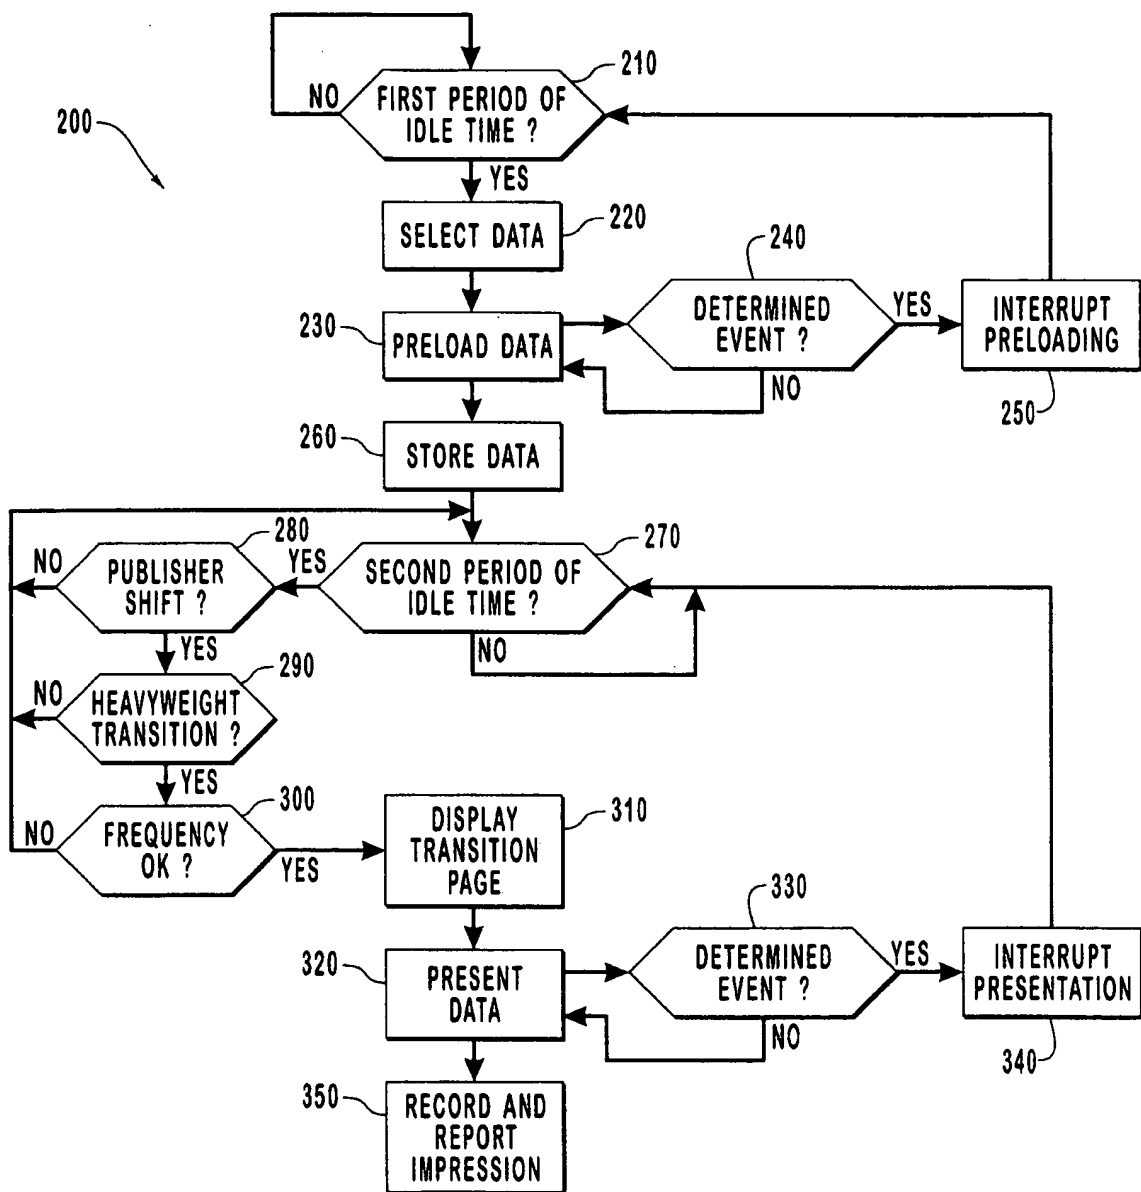 210
NO
FIRST PERIOD OF
IDLE TIME ?
200
YES
SELECT DATA
220
240
230
PRELOAD DATA
DETERMINED
EVENT ?
YES
INTERRUPT
PRELOADING
NO
250
260
STORE DATA
280
270
NO
PUBLISHER
SHIFT ?
YES
SECOND PERIOD OF
IDLE TIME ?
YES
NO
290
NO
HEAVYWEIGHT
TRANSITION ?
YES
300
NO
FREQUENCY
OK ?
YES
DISPLAY
TRANSITION
PAGE
310
330
320
PRESENT
DATA
DETERMINED
EVENT ?
YES
INTERRUPT
PRESENTATION
NO
340
350
RECORD AND
REPORT
IMPRESSION